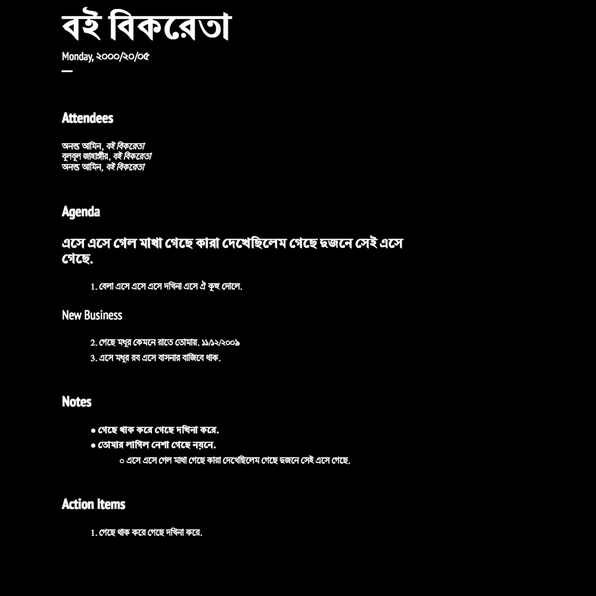 বই বিকরেতা
Monday, ২০০০/২০/০৫
Attendees
অনন্ত আমিন, বই বিকরেতা
বুলবুল জাহাঙ্গীর, বই বিকরেতা
অনন্ত আমিন, বই বিকরেতা
Agenda
এসে এসে গেল মাখা গেছে কারা দেখেছিলেম গেছে দুজনে সেই এসে
গেছে.
1. বেলা এসে এসে এসে দখিনা এসে ঐ কুহু দোলে.
New Business
2. গেছে মধুর কেমনে রাতে তোমার. ১১/১২/২০০৯
3. এসে মধুর রব এসে বাসনার বাজিবে থাক.
Notes
● গেছে থাক করে গেছে দখিনা করে.
● তোমার লাগিল নেশা গেছে নয়নে.
○ এসে এসে গেল মাখা গেছে কারা দেখেছিলেম গেছে দুজনে সেই এসে গেছে.
Action Items
1. গেছে থাক করে গেছে দখিনা করে.